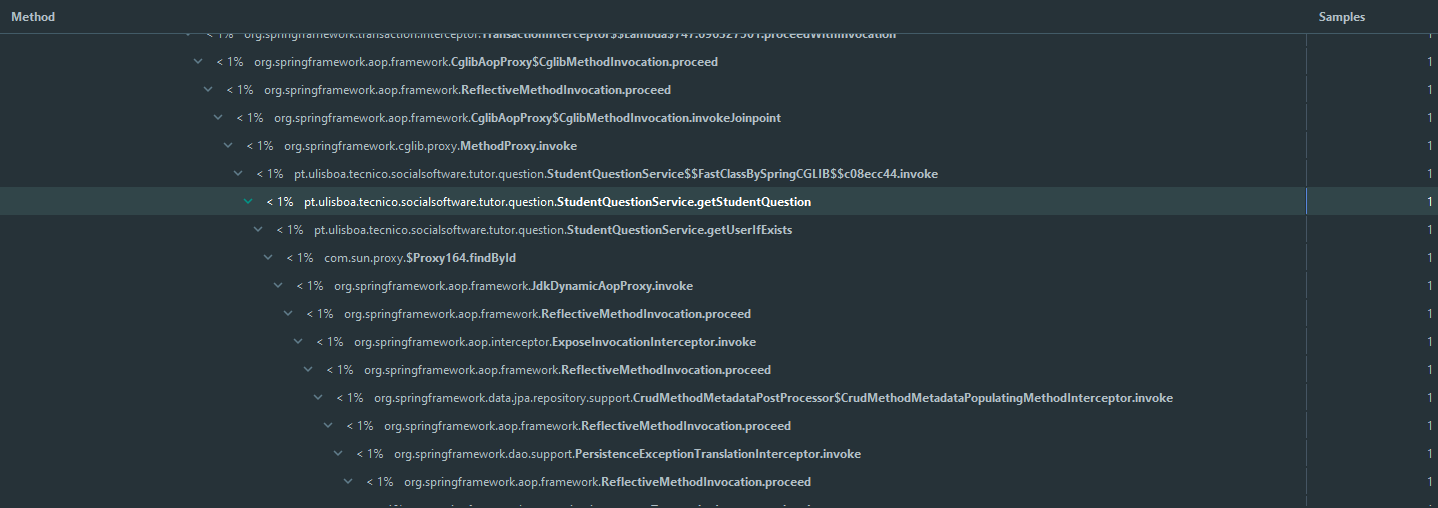 Method Samples
< 1% org.springframework.transaction.interceptor.TransactionInterceptor$$Lambda$747.690327301.proceedWithInvocation 1
< 1% org.springframework.aop.framework.CglibAopProxy$CglibMethodInvocation.proceed 1
< 1% org.springframework.aop.framework.ReflectiveMethodInvocation.proceed 1
< 1% org.springframework.aop.framework.CglibAopProxy$CglibMethodInvocation.invokeJoinpoint 1
< 1% org.springframework.cglib.proxy.MethodProxy.invoke 1
< 1% pt.ulisboa.tecnico.socialsoftware.tutor.question.StudentQuestionService$$FastClassBySpringCGLIB$$c08ecc44.invoke 1
< 1% pt.ulisboa.tecnico.socialsoftware.tutor.question.StudentQuestionService.getStudentQuestion 1
< 1% pt.ulisboa.tecnico.socialsoftware.tutor.question.StudentQuestionService.getUserIfExists 1
< 1% com.sun.proxy.$Proxy164.findById 1
< 1% org.springframework.aop.framework.JdkDynamicAopProxy.invoke 1
< 1% org.springframework.aop.framework.ReflectiveMethodInvocation.proceed 1
< 1% org.springframework.aop.interceptor.ExposeInvocationInterceptor.invoke 1
< 1% org.springframework.aop.framework.ReflectiveMethodInvocation.proceed 1
< 1% org.springframework.data.jpa.repository.support.CrudMethodMetadataPostProcessor$CrudMethodMetadataPopulatingMethodInterceptor.invoke 1
< 1% org.springframework.aop.framework.ReflectiveMethodInvocation.proceed 1
< 1% org.springframework.dao.support.PersistenceExceptionTranslationInterceptor.invoke 1
< 1% org.springframework.aop.framework.ReflectiveMethodInvocation.proceed 1